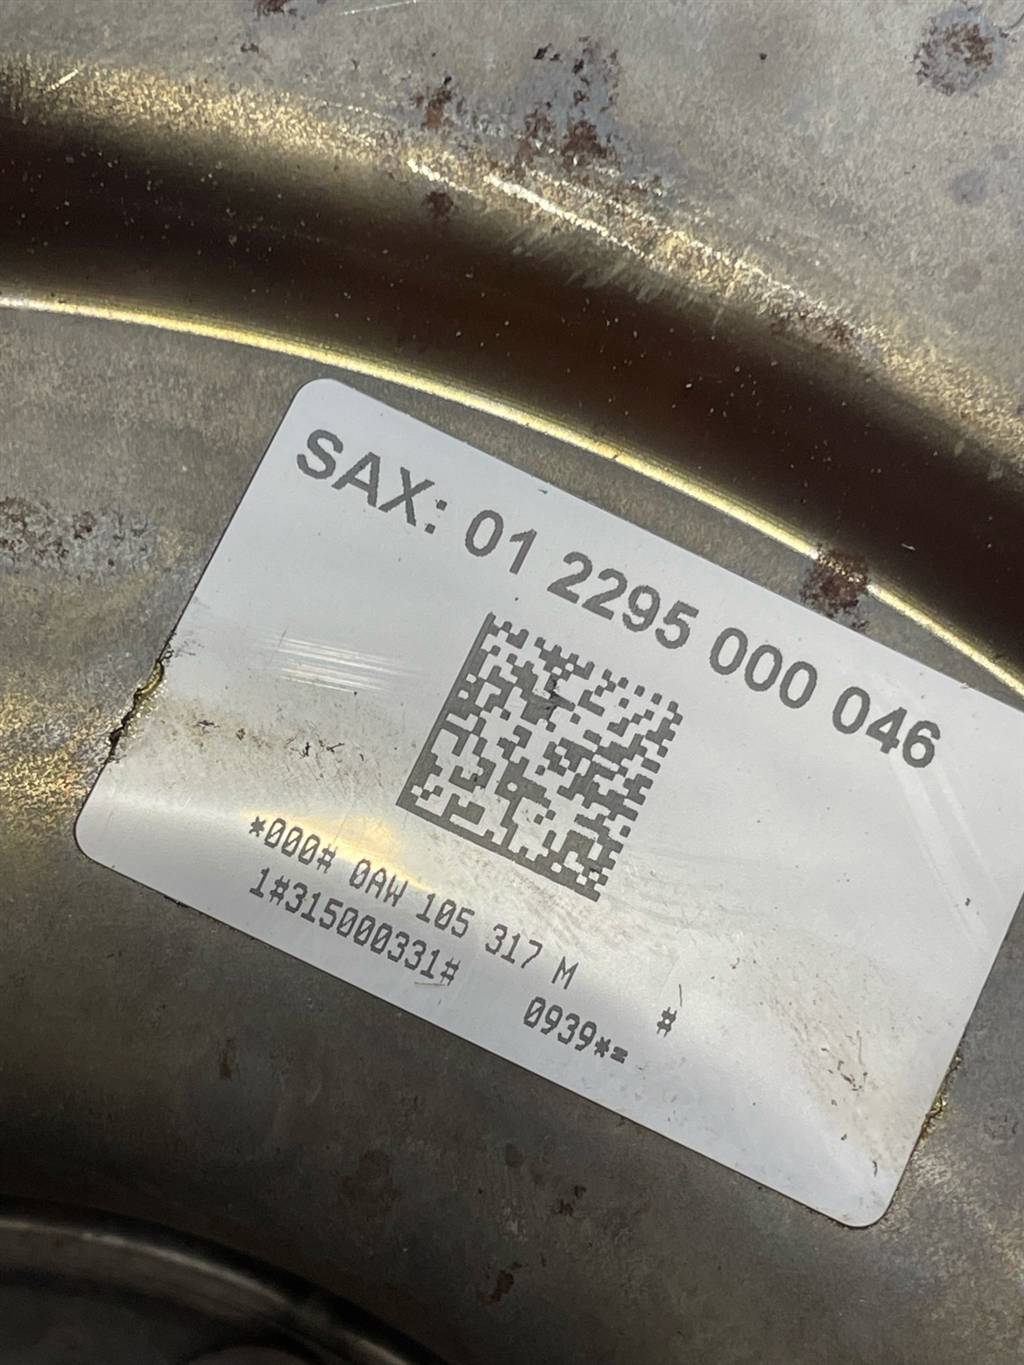 SAX: 01 2295 000 046
*000# 0AW 105 317 M #
1#315000331# 0939*=